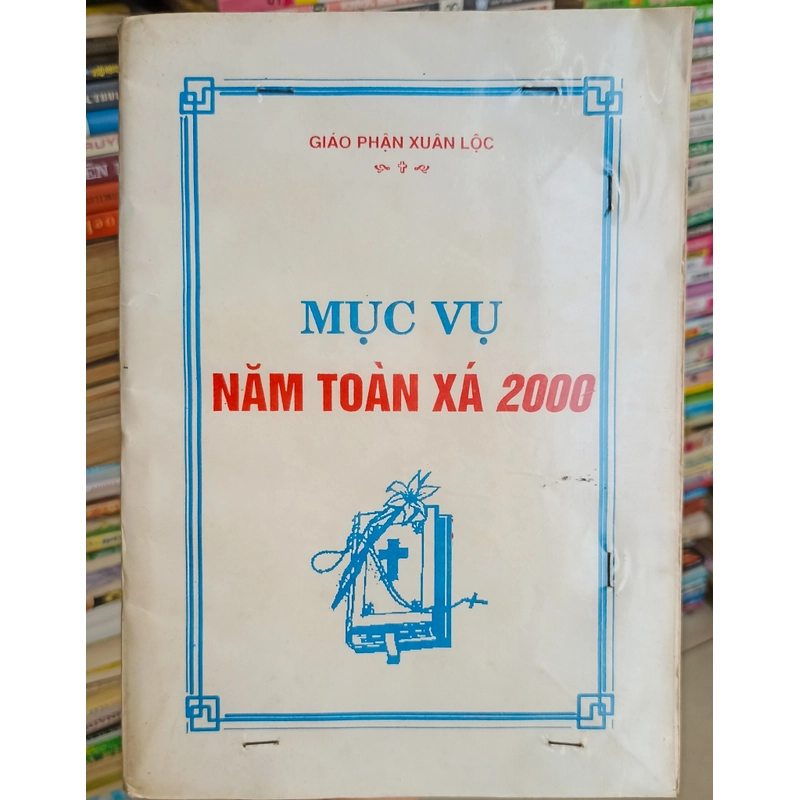 GIÁO PHẬN XUÂN LỘC
MỤC VỤ
NĂM TOÀN XÁ 2000